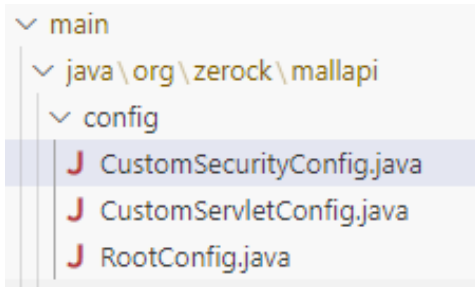 main
java\org\zerock\mallapi
config
J CustomSecurityConfig.java
J CustomServletConfig.java
J RootConfig.java